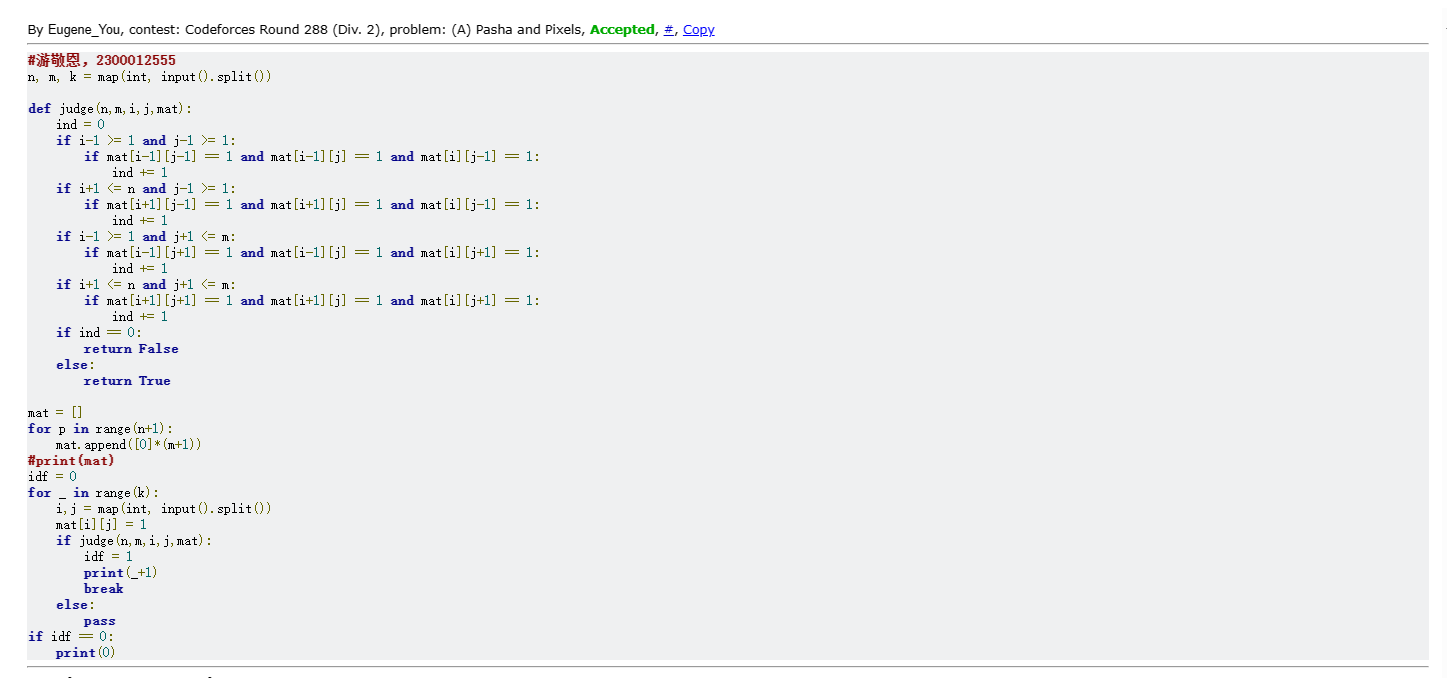 By Eugene_You, contest: Codeforces Round 288 (Div. 2), problem: (A) Pasha and Pixels, Accepted, #, Copy
#游敬恩，2300012555
n, m, k = map(int, input().split())
def judge(n,m,i,j,mat):
    ind = 0
    if i-1 >= 1 and j-1 >= 1:
        if mat[i-1][j-1] == 1 and mat[i-1][j] == 1 and mat[i][j-1] == 1:
            ind += 1
    if i+1 <= n and j-1 >= 1:
        if mat[i+1][j-1] == 1 and mat[i+1][j] == 1 and mat[i][j-1] == 1:
            ind += 1
    if i-1 >= 1 and j+1 <= m:
        if mat[i-1][j+1] == 1 and mat[i-1][j] == 1 and mat[i][j+1] == 1:
            ind += 1
    if i+1 <= n and j+1 <= m:
        if mat[i+1][j+1] == 1 and mat[i+1][j] == 1 and mat[i][j+1] == 1:
            ind += 1
    if ind == 0:
        return False
    else:
        return True
mat = []
for p in range(n+1):
    mat.append([0]*(m+1))
#print(mat)
idf = 0
for _ in range(k):
    i,j = map(int, input().split())
    mat[i][j] = 1
    if judge(n,m,i,j,mat):
        idf = 1
        print(_+1)
        break
    else:
        pass
if idf == 0:
    print(0)